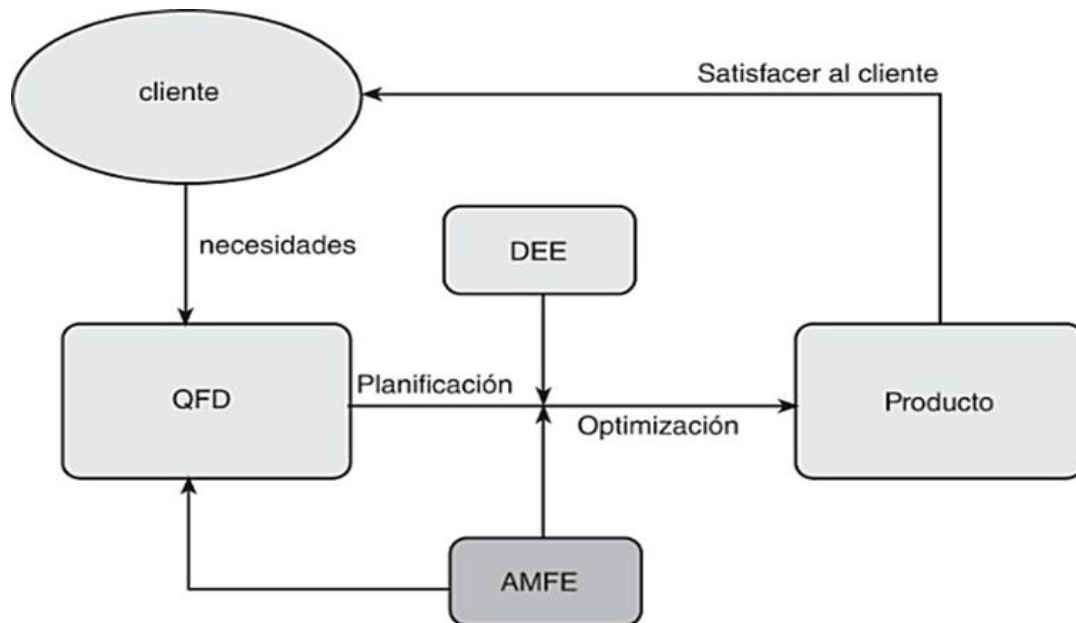 cliente
Satisfacer al cliente
necesidades
DEE
QFD
Planificación
Optimización
Producto
AMFE